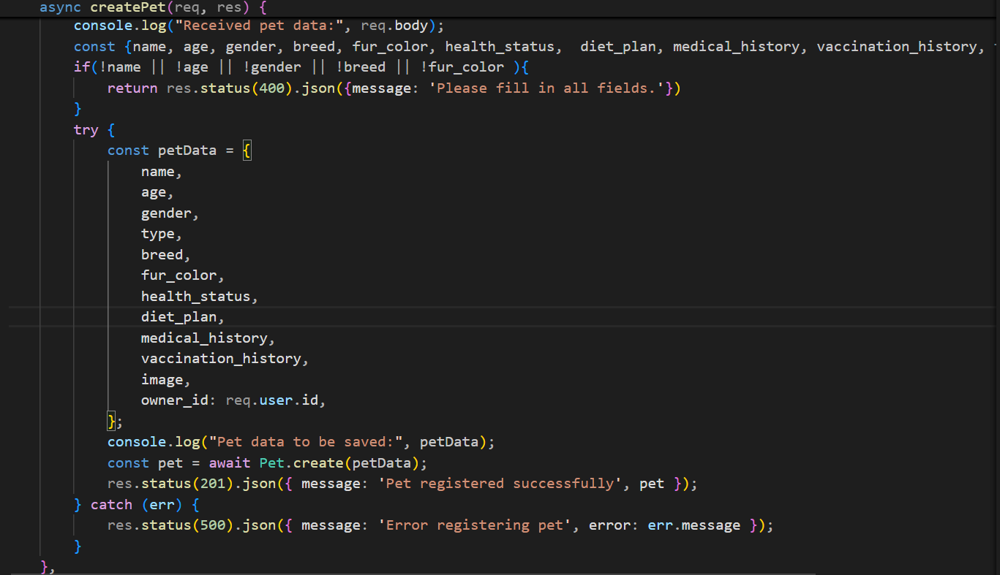 async createPet(req, res) {
console.log("Received pet data:", req.body);
const {name, age, gender, breed, fur_color, health_status,  diet_plan, medical_history, vaccination_history,
if(!name || !age || !gender || !breed || !fur_color ){
return res.status(400).json({message: 'Please fill in all fields.'})
}
try {
const petData = {
name,
age,
gender,
type,
breed,
fur_color,
health_status,
diet_plan,
medical_history,
vaccination_history,
image,
owner_id: req.user.id,
};
console.log("Pet data to be saved:", petData);
const pet = await Pet.create(petData);
res.status(201).json({ message: 'Pet registered successfully', pet });
} catch (err) {
res.status(500).json({ message: 'Error registering pet', error: err.message });
}
},